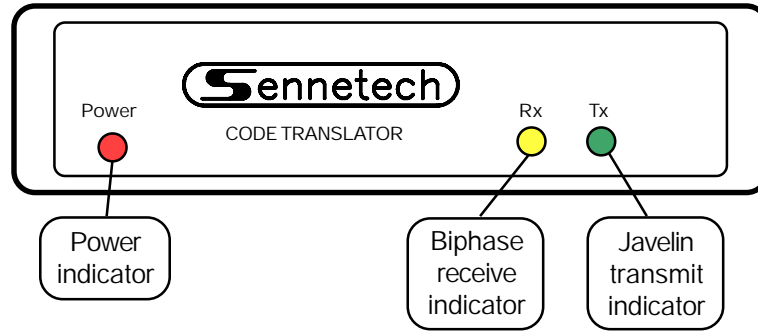 Sennetech
Power
CODE TRANSLATOR
Rx
Tx
Power
indicator
Biphase
receive
indicator
Javelin
transmit
indicator